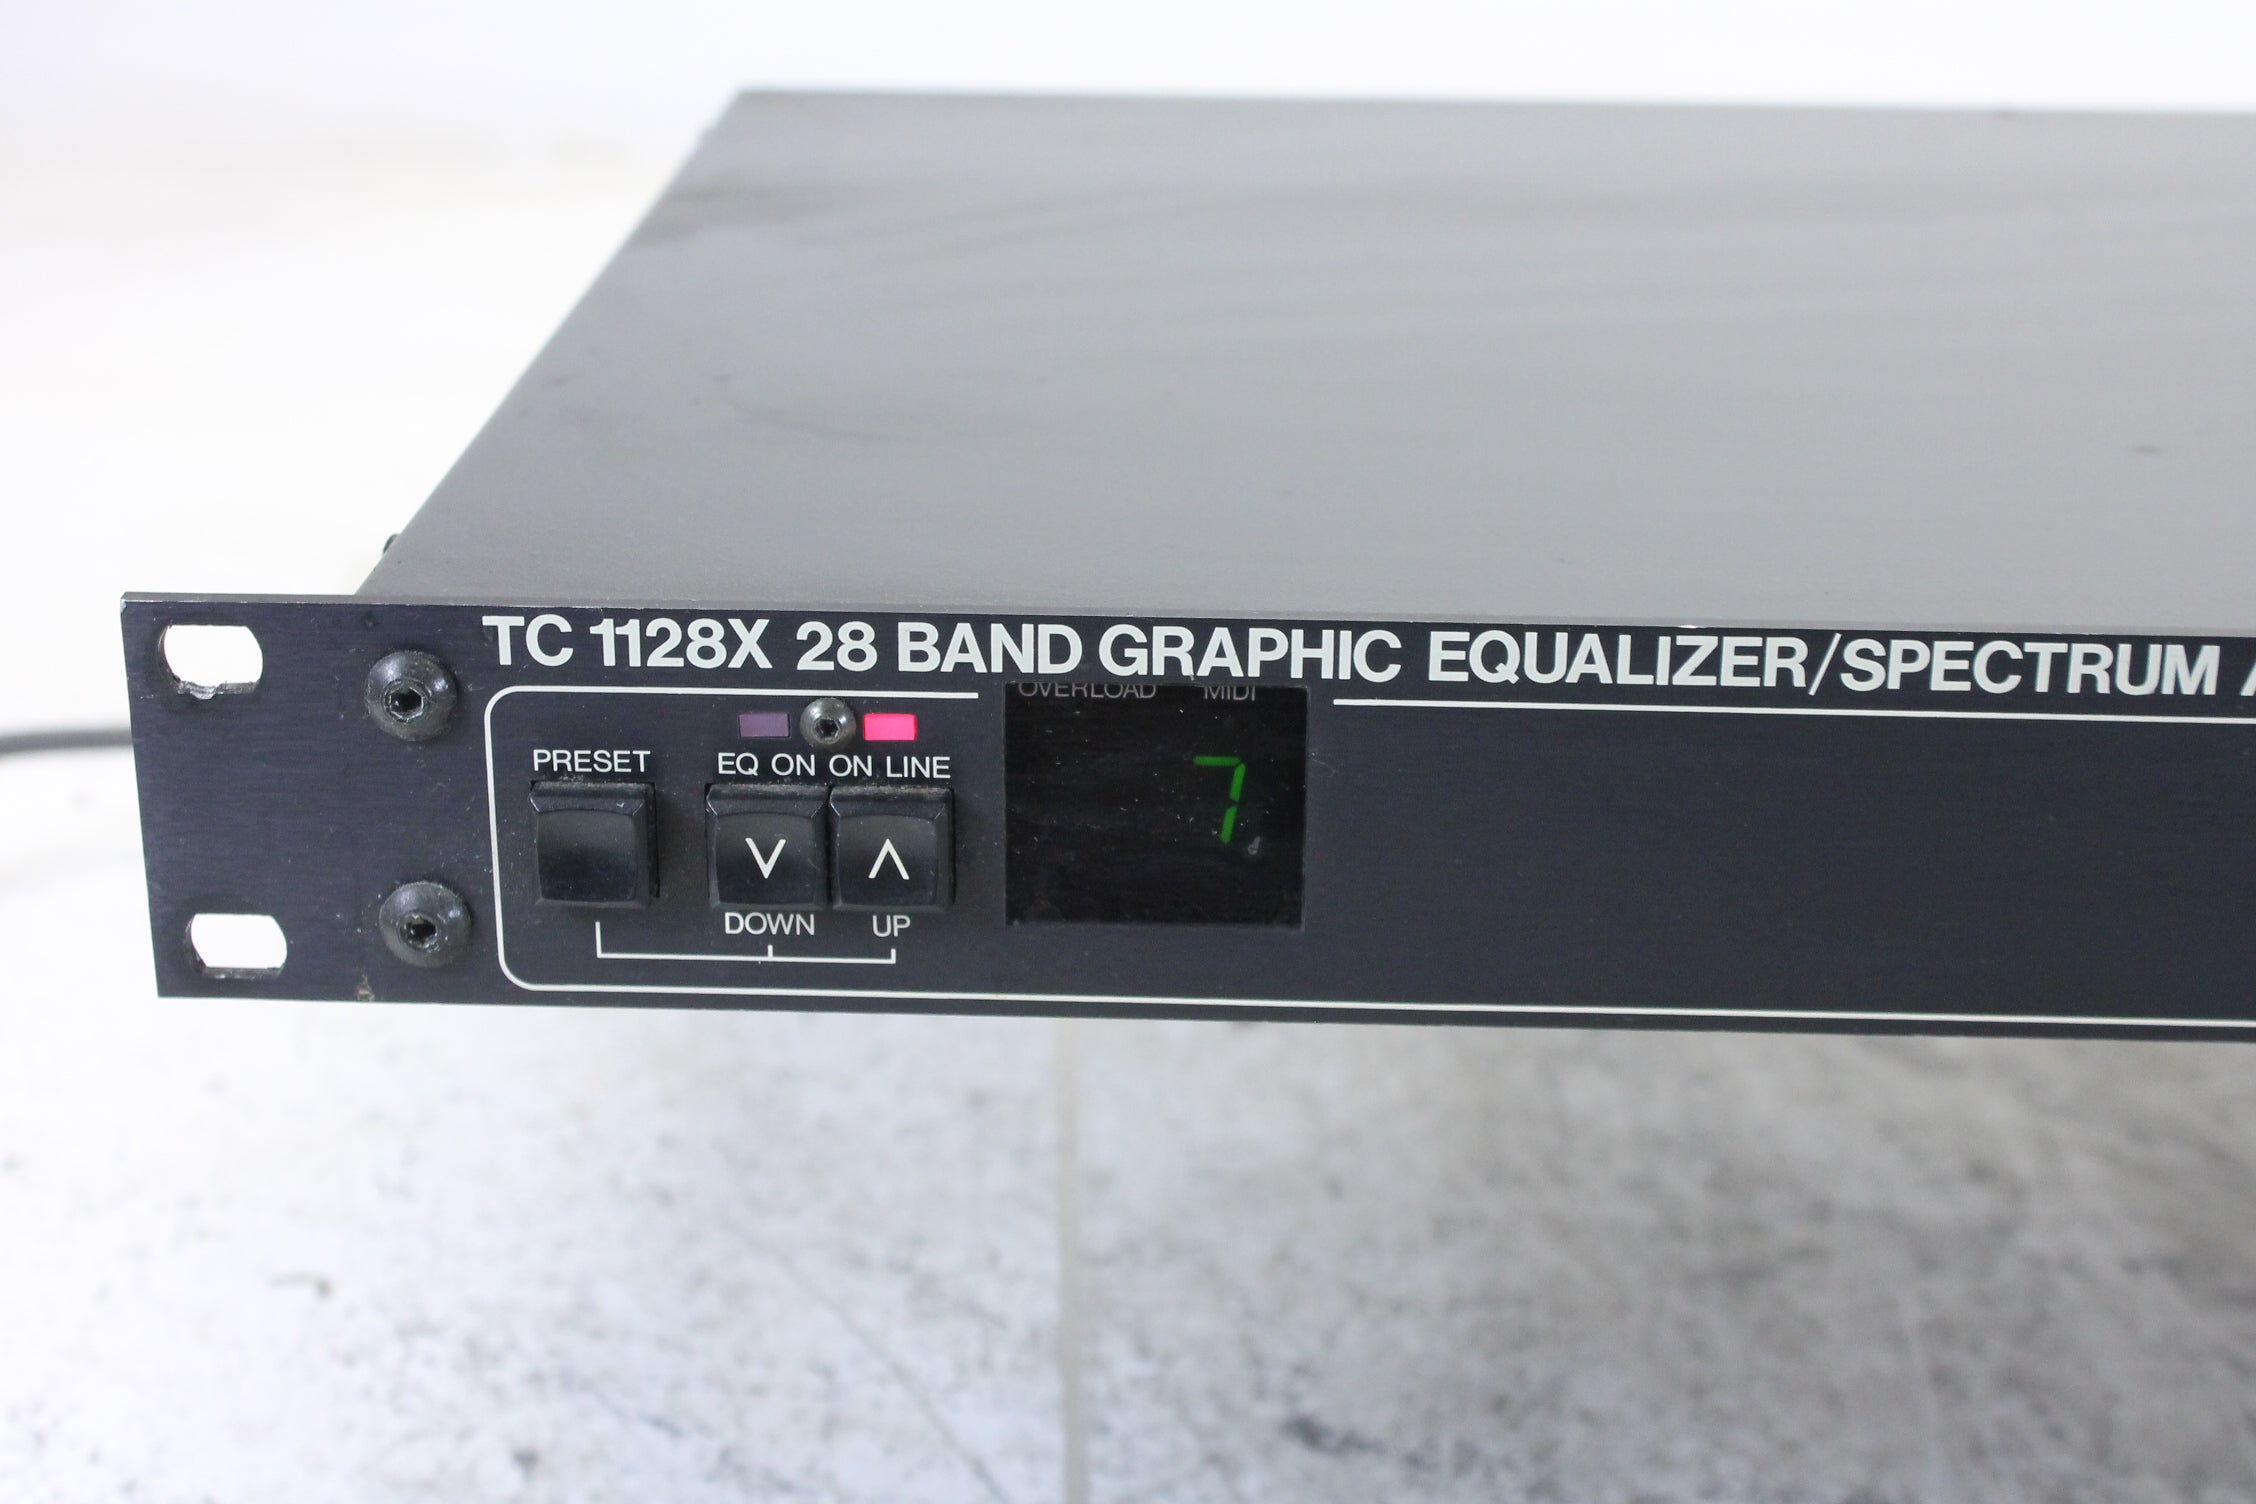 TC 1128X 28 BAND GRAPHIC EQUALIZER/SPECTRUM A
OVERLOAD MIDI
PRESET EQ ON ON LINE
7
DOWN UP